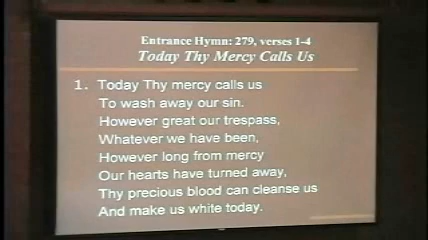 Entrance Hymn: 279, verses 1-4
Today Thy Mercy Calls Us
1. Today Thy mercy calls us
To wash away our sin.
However great our trespass,
Whatever we have been,
However long from mercy
Our hearts have turned away,
Thy precious blood can cleanse us
And make us white today.